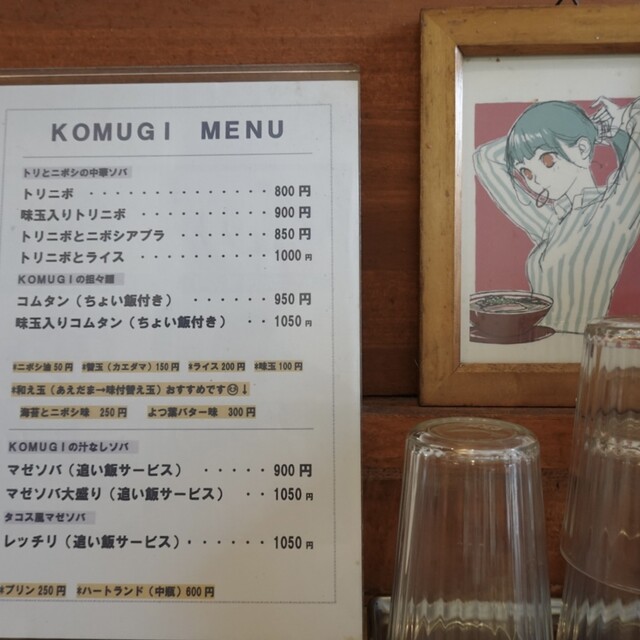 KOMUGI MENU
トリとニボシの中華ソバ
トリニボ ・・・・・・・・・・・・・ 800円
味玉入りトリニボ ・・・・・・・・・・ 900円
トリニボとニボシアブラ ・・・・・・・ 850円
トリニボとライス ・・・・・・・・・・ 1000円
KOMUGIの担々麺
コムタン（ちょい飯付き） ・・・・・・・ 950円
味玉入りコムタン（ちょい飯付き） ・・ 1050円
#ニボシ油50円 #替玉（カエダマ）150円 #ライス200円 #味玉100円
#和え玉（あえだま→味付替え玉）おすすめです😆↓
海苔とニボシ味 250円 よつ葉バター味 300円
KOMUGIの汁なしソバ
マゼソバ（追い飯サービス） ・・・・・ 900円
マゼソバ大盛り（追い飯サービス） ・・ 1050円
タコス風マゼソバ
レッチリ（追い飯サービス）・・・・・・ 1050円
#プリン250円 #ハートランド（中瓶）600円